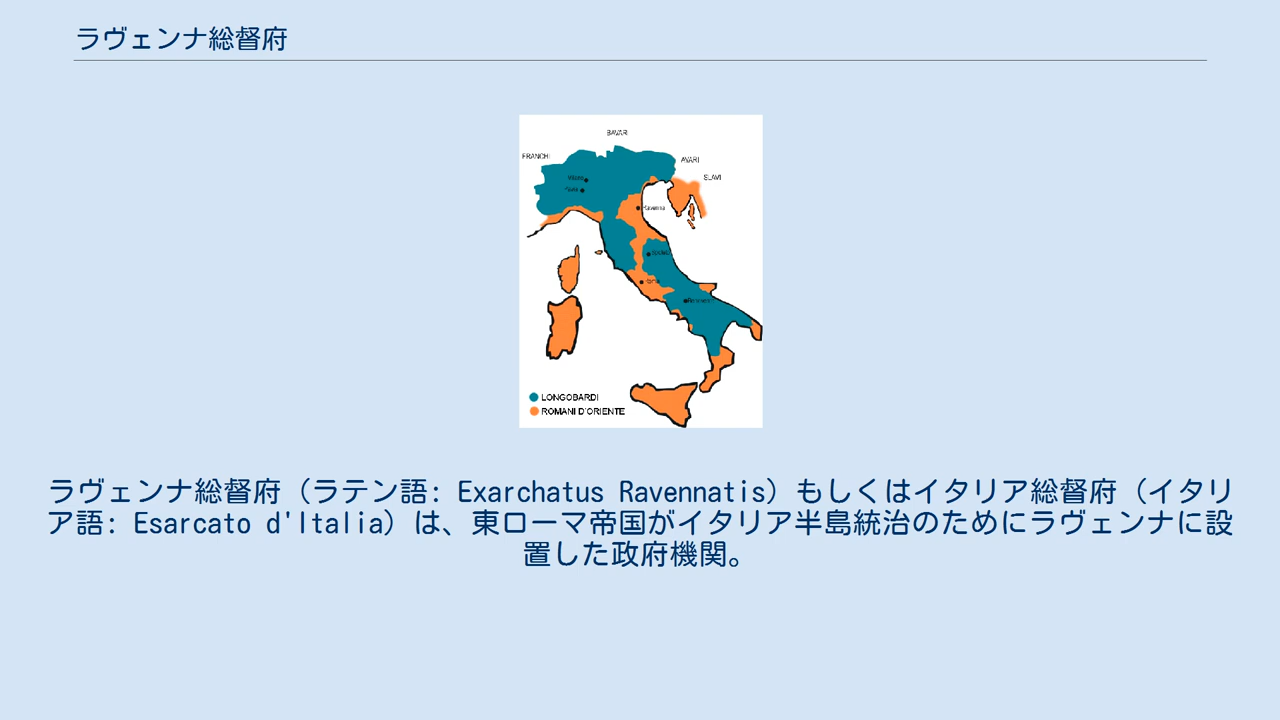 ラヴェンナ総督府
BAVARI
FRANCHI
AVARI
SLAVI
Ravenna
Roma
LONGOBARDI
ROMANI D'ORIENTE
ラヴェンナ総督府（ラテン語: Exarchatus Ravennatis）もしくはイタリア総督府（イタリ
ア語: Esarcato d'Italia）は、東ローマ帝国がイタリア半島統治のためにラヴェンナに設
置した政府機関。